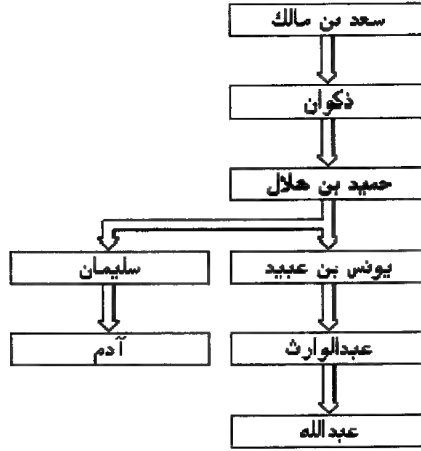 سعد بن مالك
ذكوان
حميد بن هلال
يونس بن عبيد
سليمان
عبدالوارث
آدم
عبدالله